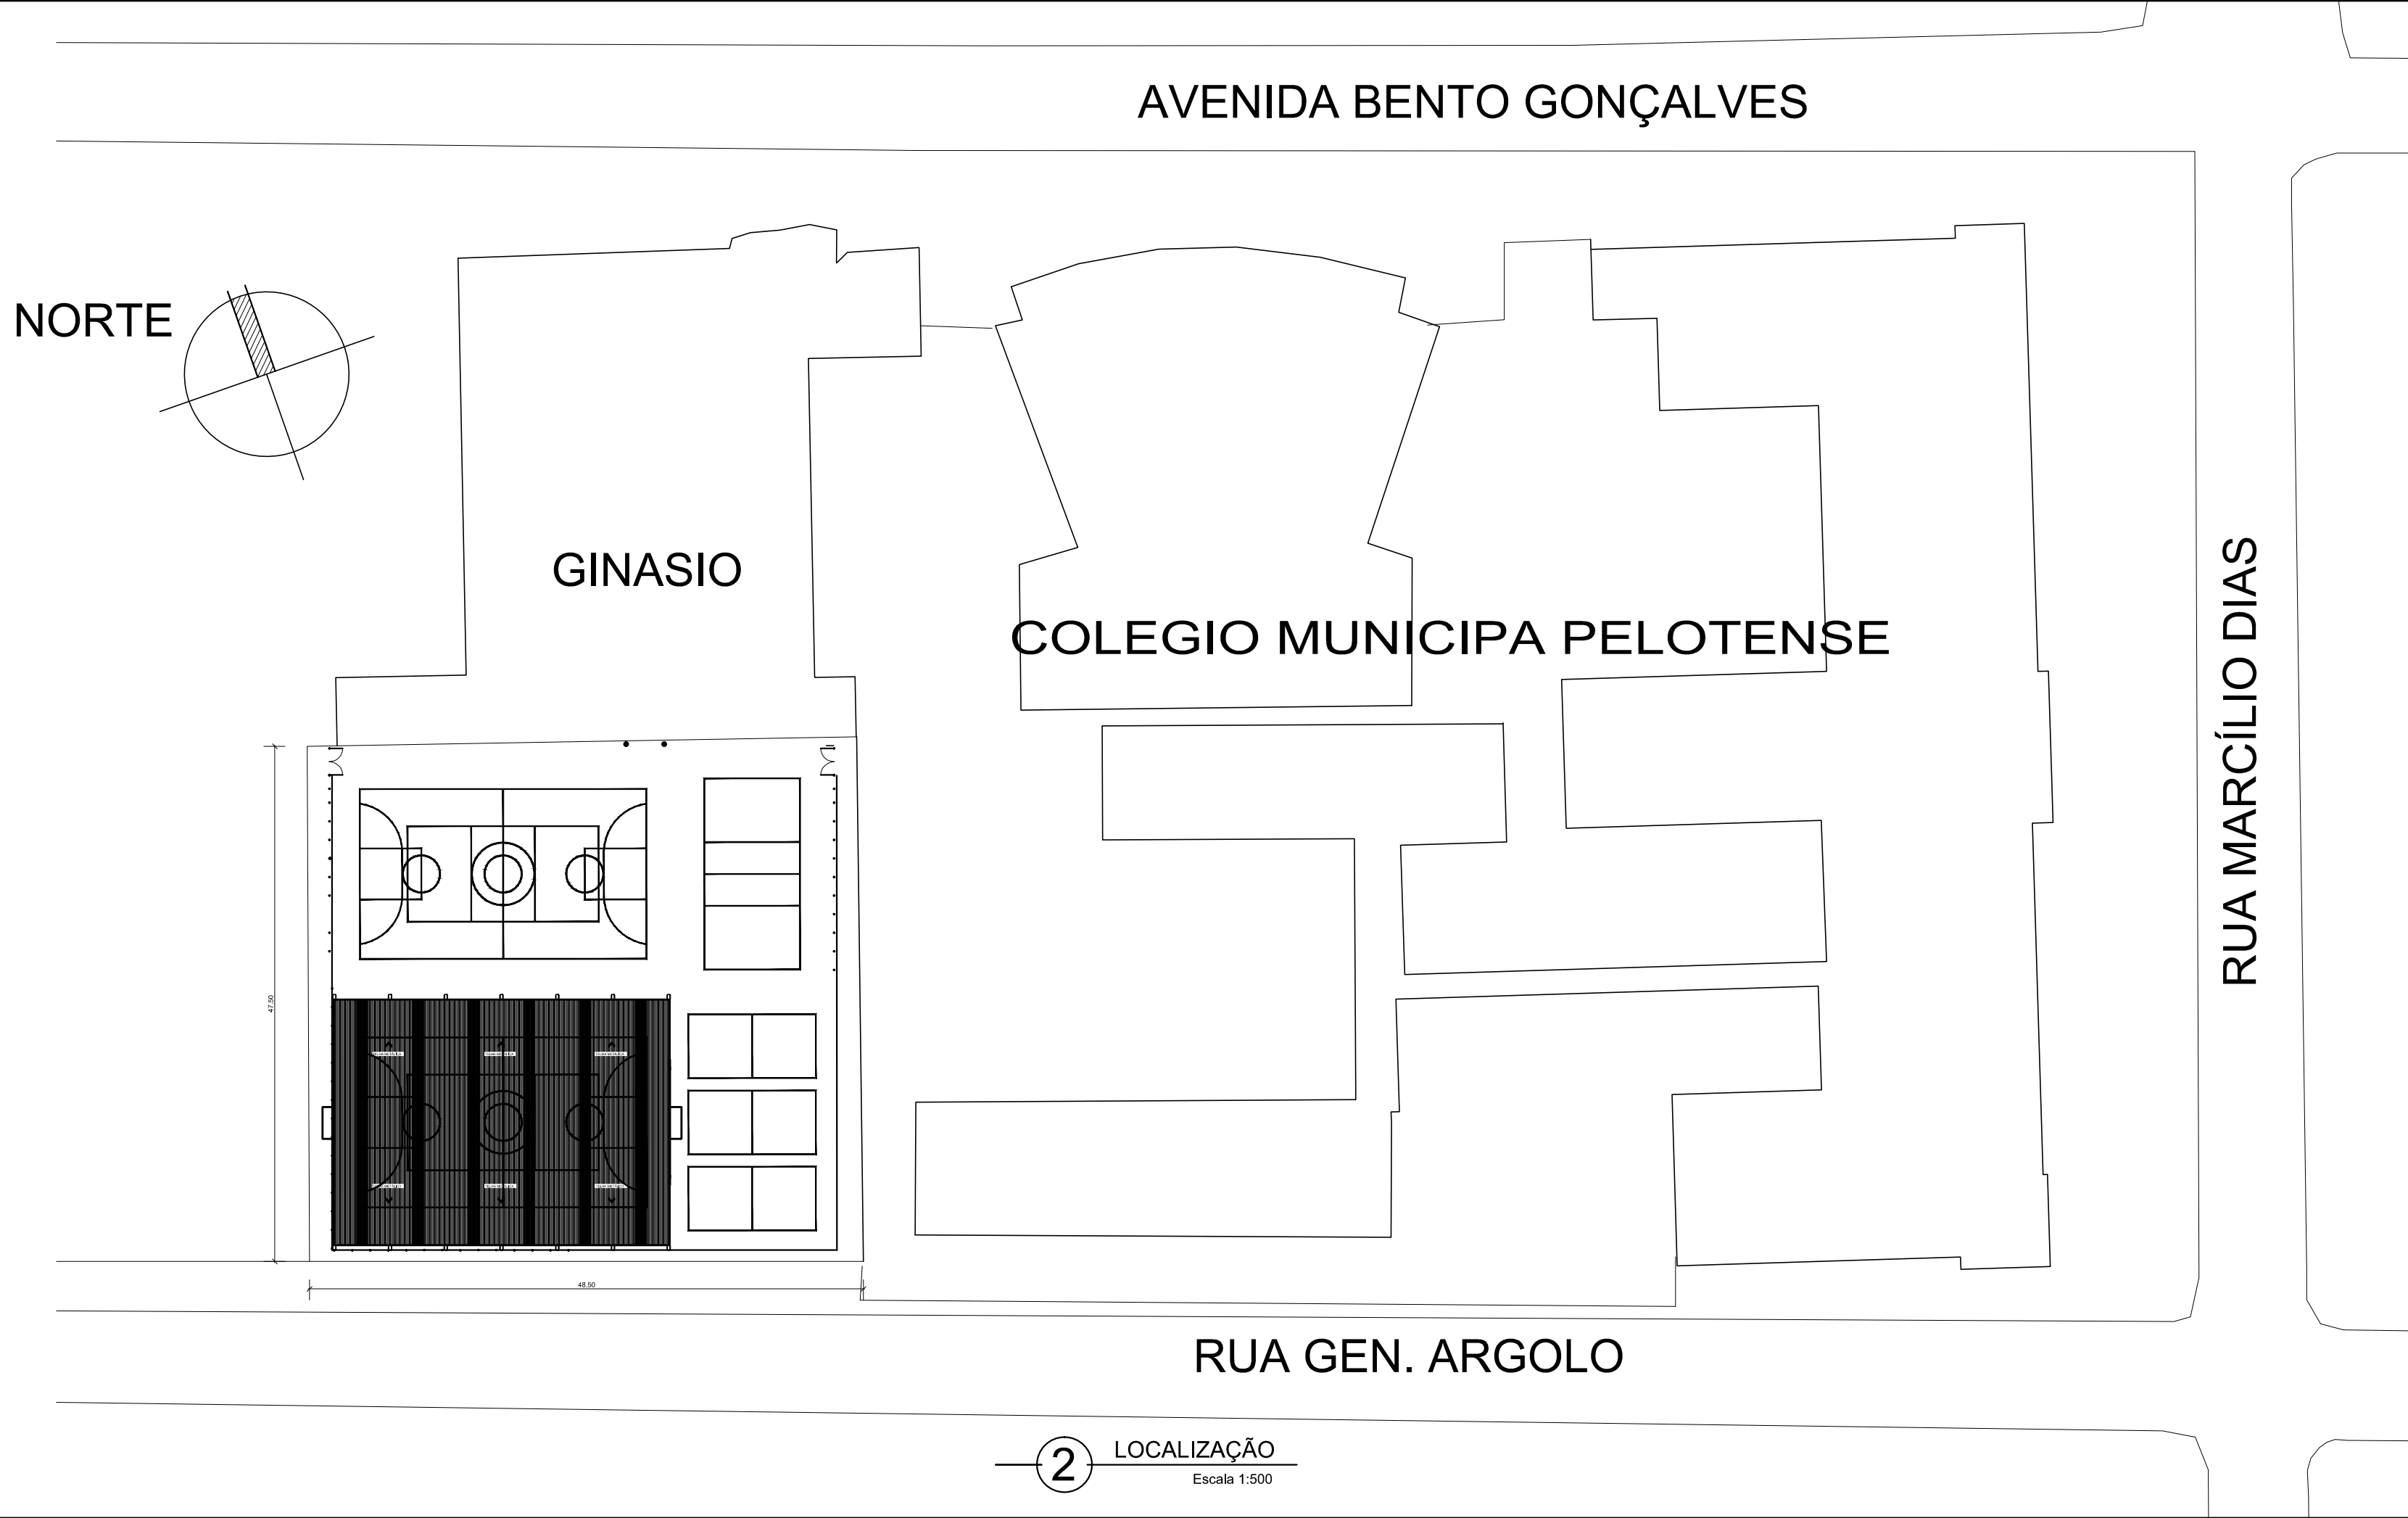 AVENIDA BENTO GONÇALVES
NORTE
GINASIO
COLEGIO MUNICIPA PELOTENSE
RUA MARCÍLIO DIAS
47.50
48.50
RUA GEN. ARGOLO
2
LOCALIZAÇÃO
Escala 1:500